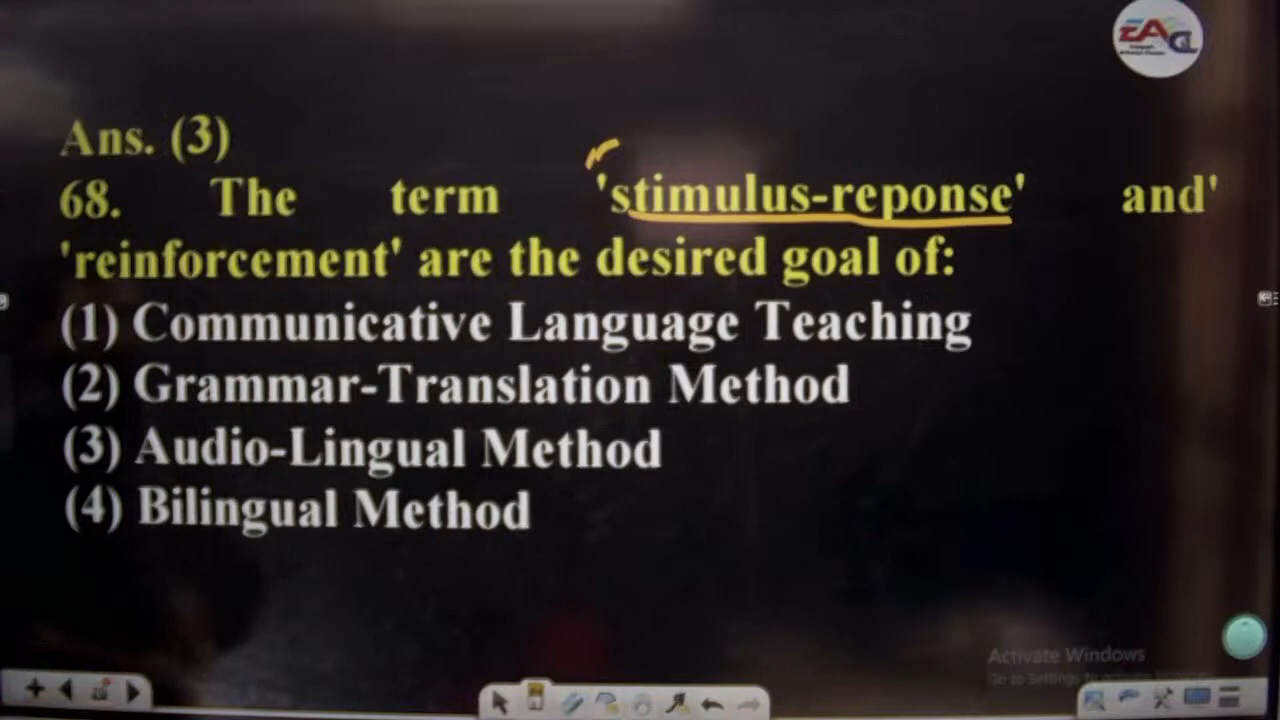 EACL
Ans. (3)
68. The term 'stimulus-reponse' and'
'reinforcement' are the desired goal of:
(1) Communicative Language Teaching
(2) Grammar-Translation Method
(3) Audio-Lingual Method
(4) Bilingual Method
Activate Windows